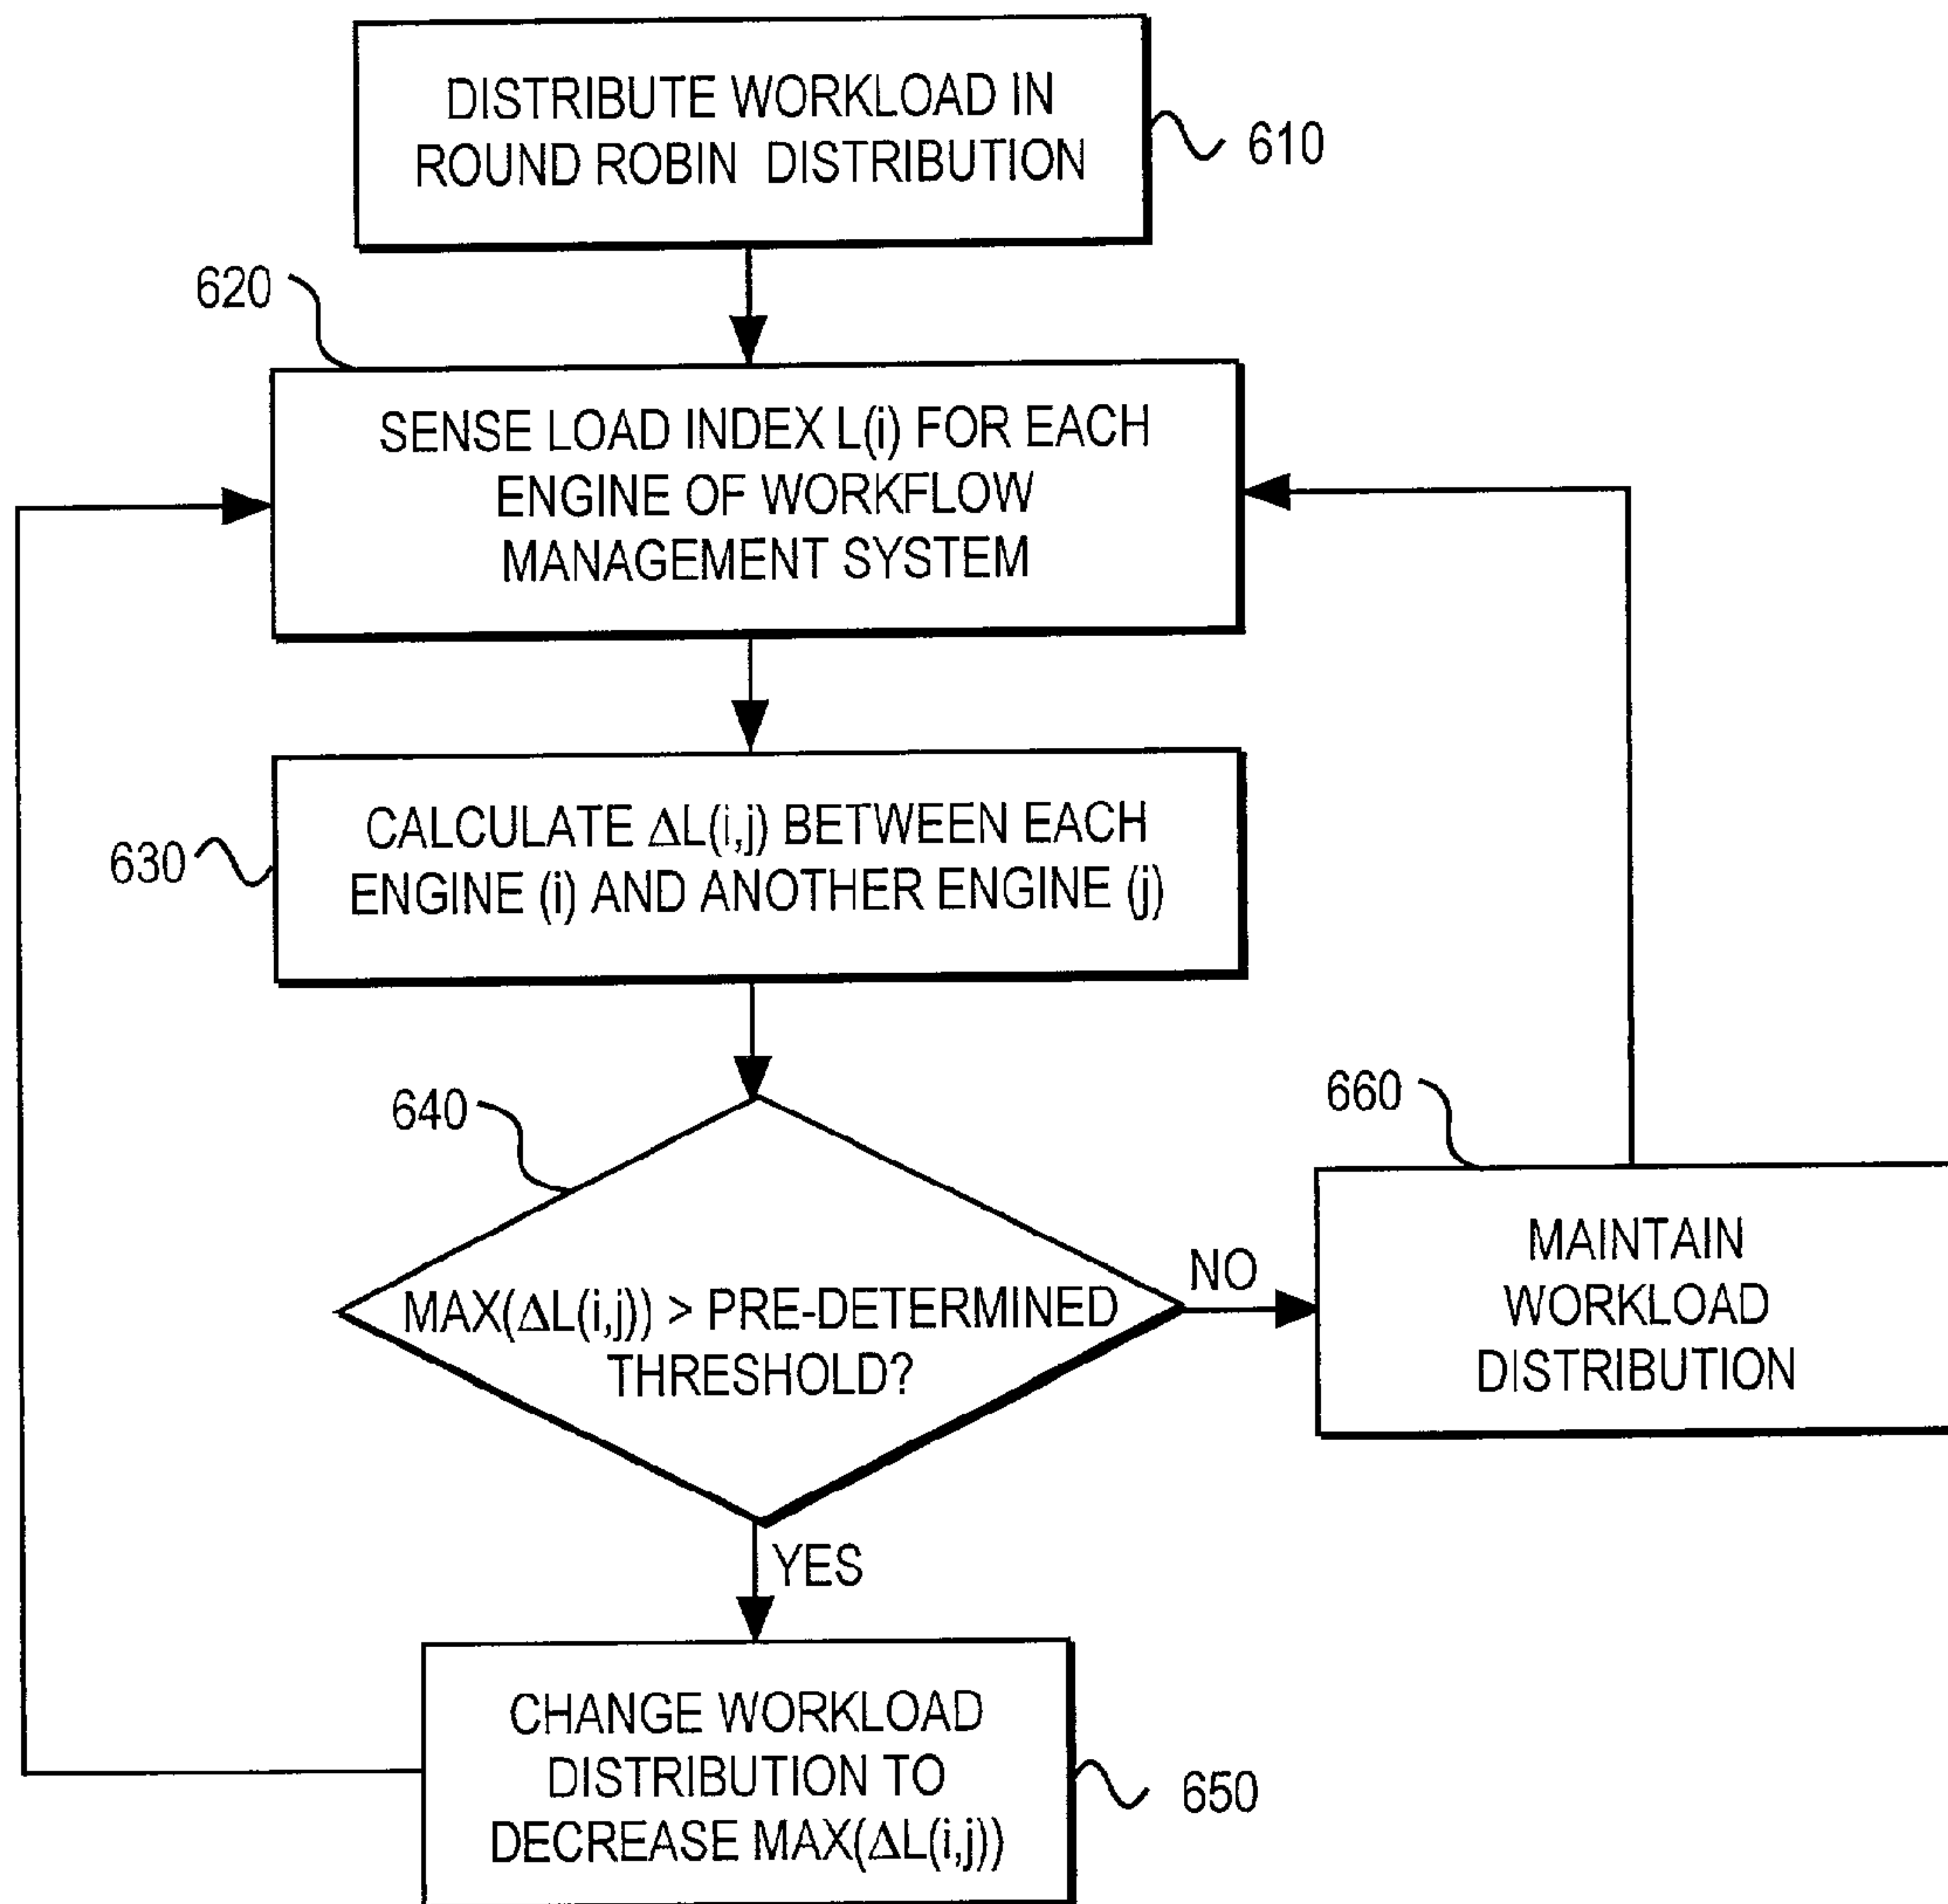 DISTRIBUTE WORKLOAD IN
ROUND ROBIN DISTRIBUTION
610
620
SENSE LOAD INDEX L(i) FOR EACH
ENGINE OF WORKFLOW
MANAGEMENT SYSTEM
CALCULATE ΔL(i,j) BETWEEN EACH
ENGINE (i) AND ANOTHER ENGINE (j)
630
640
MAX(ΔL(i,j)) > PRE-DETERMINED
THRESHOLD?
NO
660
MAINTAIN
WORKLOAD
DISTRIBUTION
YES
CHANGE WORKLOAD
DISTRIBUTION TO
DECREASE MAX(ΔL(i,j))
650